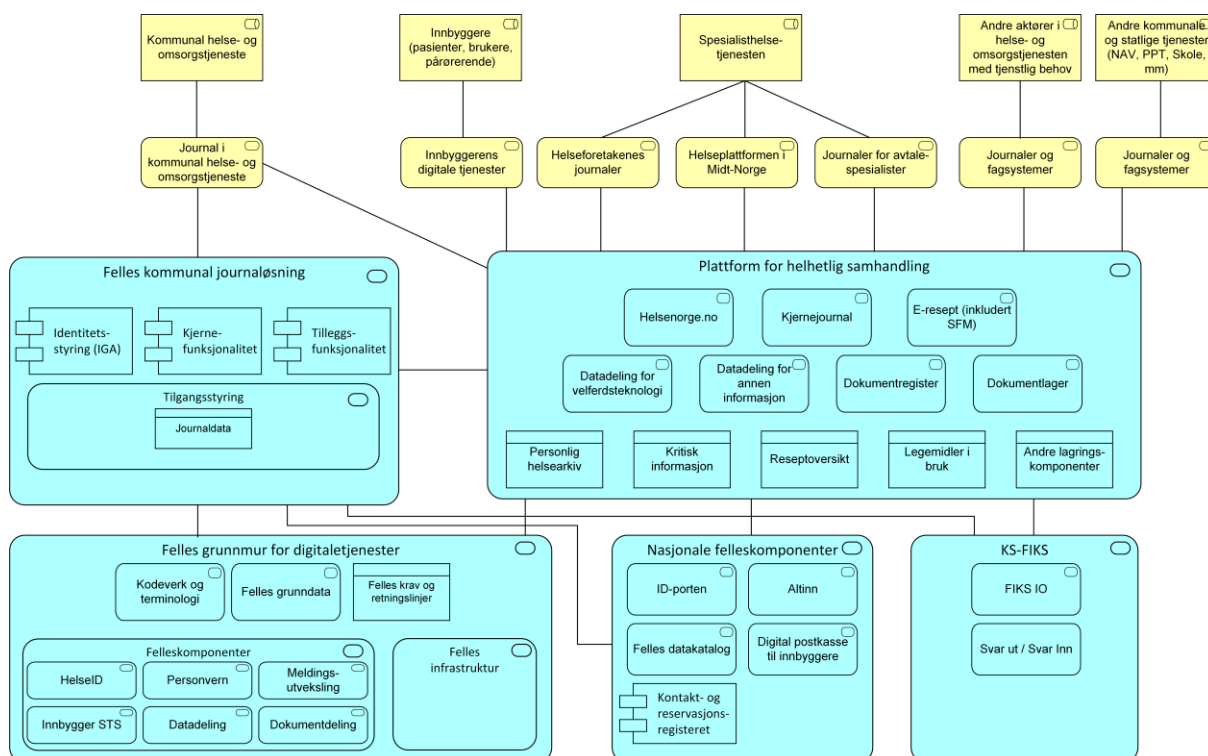 Kommunal helse- og
omsorgstjeneste
Innbyggere
(pasienter, brukere,
pårørerende)
Spesialisthelse-
tjenesten
Andre aktører i
helse- og
omsorgstjenesten
med tjenstlig behov
Andre kommunale
og statlige tjenester
(NAV, PPT, Skole,
mm)
Journal i
kommunal helse- og
omsorgstjeneste
Innbyggerens
digitale tjenester
Helseforetakenes
journaler
Helseplattformen i
Midt-Norge
Journaler for avtale-
spesialister
Journaler og
fagsystemer
Journaler og
fagsystemer
Felles kommunal journaløsning
Identitets-
styring (IGA)
Kjerne-
funksjonalitet
Tilleggs-
funksjonalitet
Tilgangsstyring
Journaldata
Plattform for helhetlig samhandling
Helsenorge.no
Kjernejournal
E-resept (inkludert
SFM)
Datadeling for
velferdsteknologi
Datadeling for
annen
informasjon
Dokumentregister
Dokumentlager
Personlig
helsearkiv
Kritisk
informasjon
Reseptoversikt
Legemidler i
bruk
Andre lagrings-
komponenter
Felles grunnmur for digitaletjenester
Kodeverk og
terminologi
Felles grunndata
Felles krav og
retningslinjer
Felleskomponenter
HelseID
Personvern
Meldings-
utveksling
Innbygger STS
Datadeling
Dokumentdeling
Felles
infrastruktur
Nasjonale felleskomponenter
ID-porten
Altinn
Felles datakatalog
Digital postkasse
til innbyggere
Kontakt- og
reservasjons-
registeret
KS-FIKS
FIKS IO
Svar ut / Svar Inn